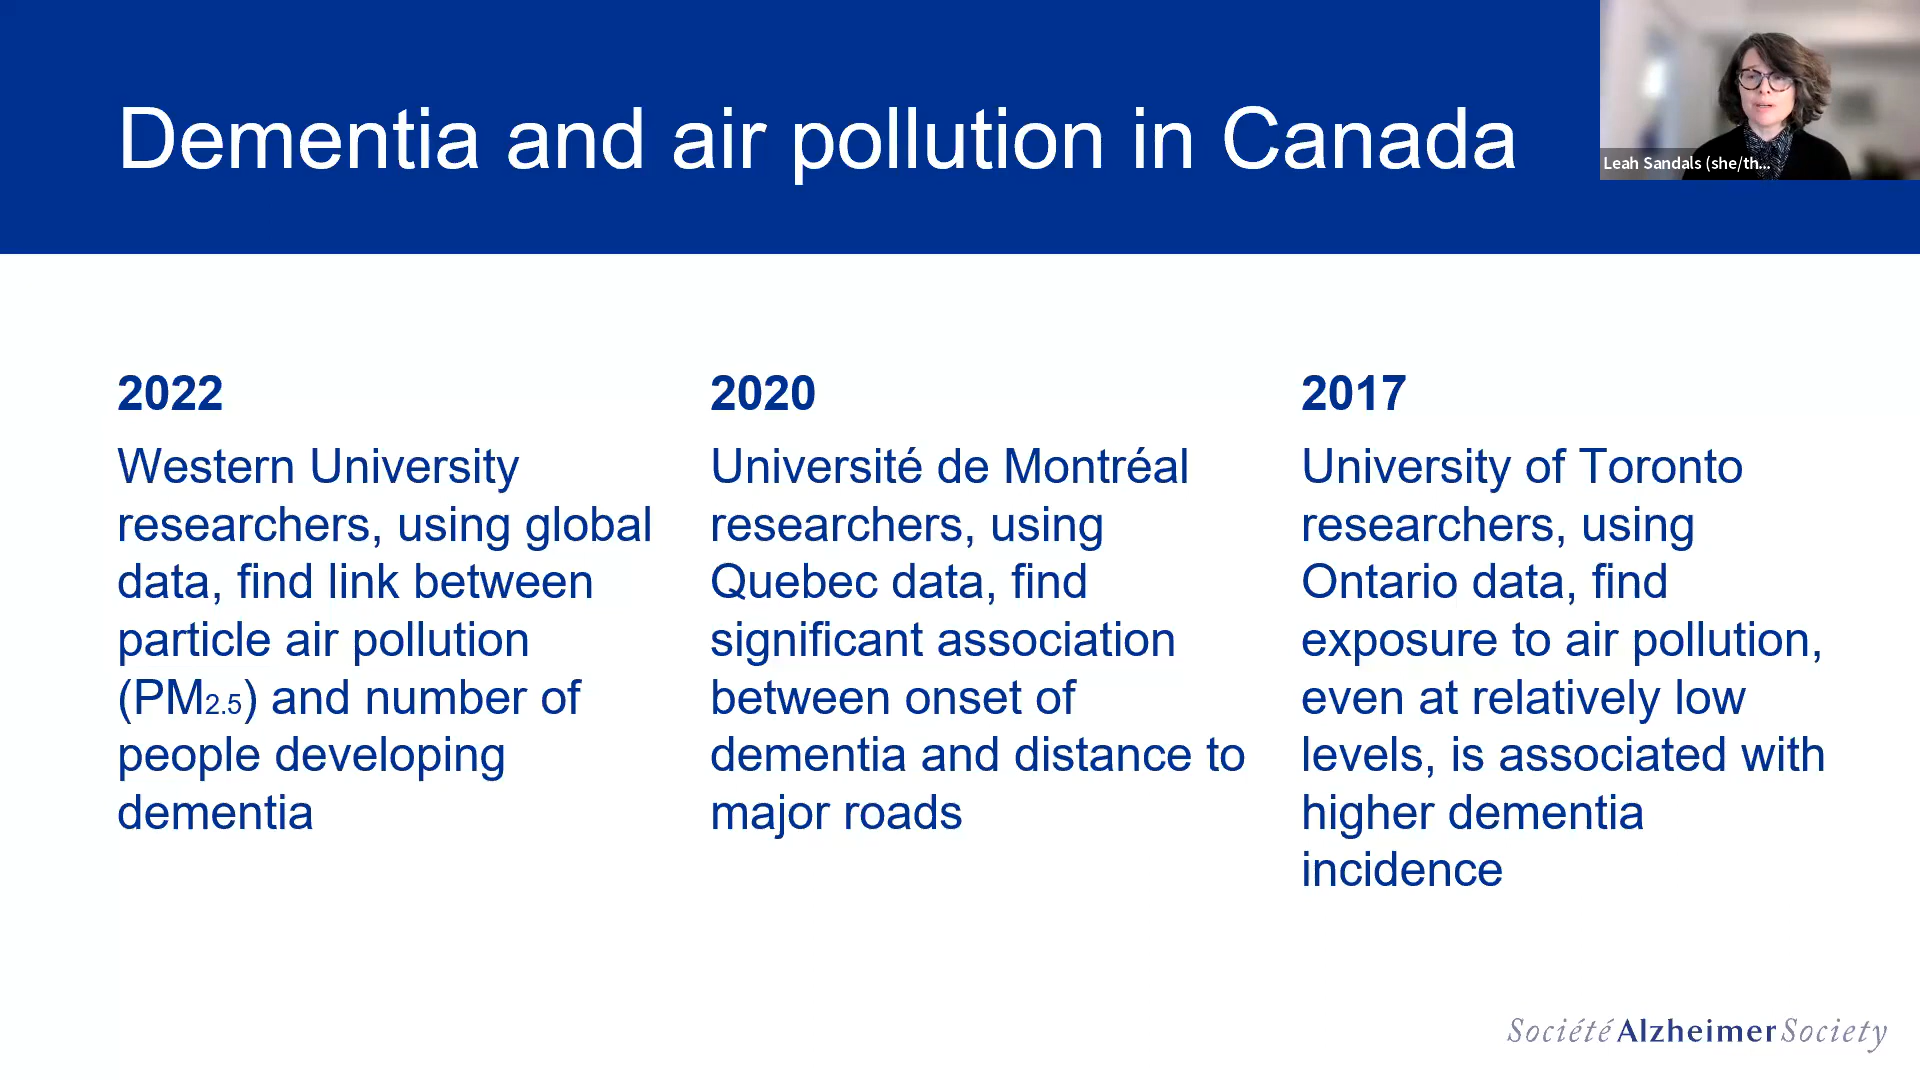 Dementia and air pollution in Canada
Leah Sandals (she/th...
2022
Western University
researchers, using global
data, find link between
particle air pollution
(PM2.5) and number of
people developing
dementia
2020
Université de Montréal
researchers, using
Quebec data, find
significant association
between onset of
dementia and distance to
major roads
2017
University of Toronto
researchers, using
Ontario data, find
exposure to air pollution,
even at relatively low
levels, is associated with
higher dementia
incidence
Société Alzheimer Society